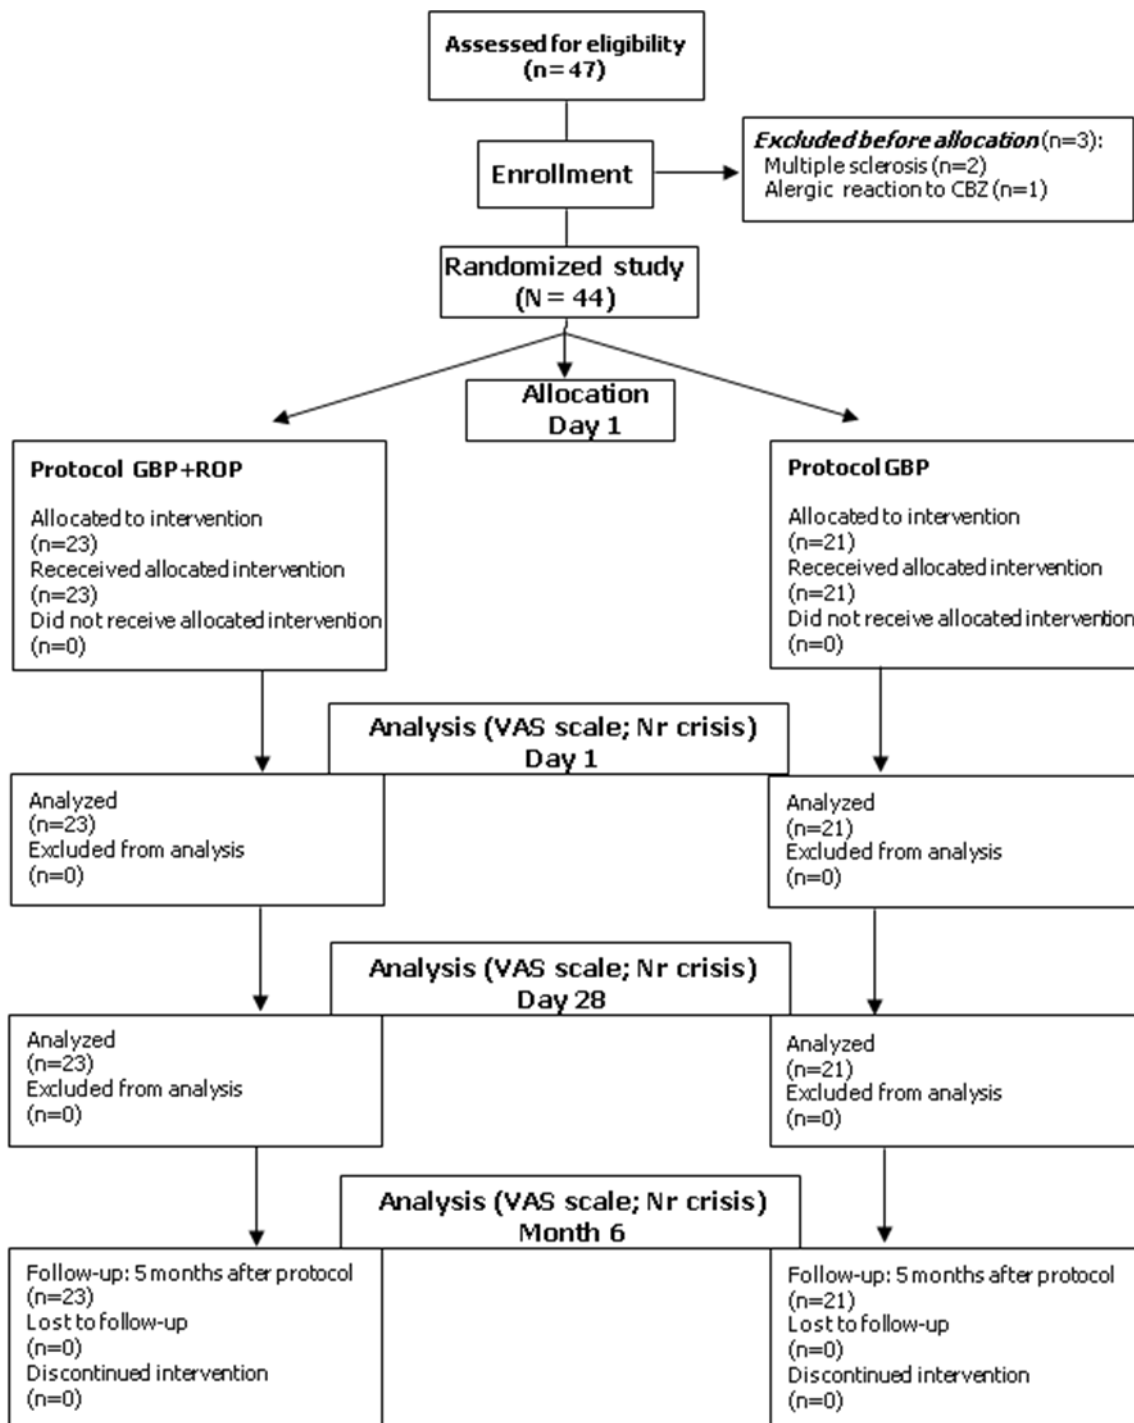 Assessed for eligibility
(n= 47)
Enrollment
Excluded before allocation (n=3):
Multiple sclerosis (n=2)
Alergic reaction to CBZ (n=1)
Randomized study
(N= 44)
Allocation
Day 1
Protocol GBP+ROP
Allocated to intervention
(n=23)
Rececived allocated intervention
(n=23)
Did not receive allocated intervention
(n=0)
Protocol GBP
Allocated to intervention
(n=21)
Rececived allocated intervention
(n=21)
Did not receive allocated intervention
(n=0)
Analysis (VAS scale; Nr crisis)
Day 1
Analyzed
(n=23)
Excluded from analysis
(n=0)
Analyzed
(n=21)
Excluded from analysis
(n=0)
Analysis (VAS scale; Nr crisis)
Day 28
Analyzed
(n=23)
Excluded from analysis
(n=0)
Analyzed
(n=21)
Excluded from analysis
(n=0)
Analysis (VAS scale; Nr crisis)
Month 6
Follow-up: 5 months after protocol
(n=23)
Lost to follow-up
(n=0)
Discontinued intervention
(n=0)
Follow-up: 5 months after protocol
(n=21)
Lost to follow-up
(n=0)
Discontinued intervention
(n=0)